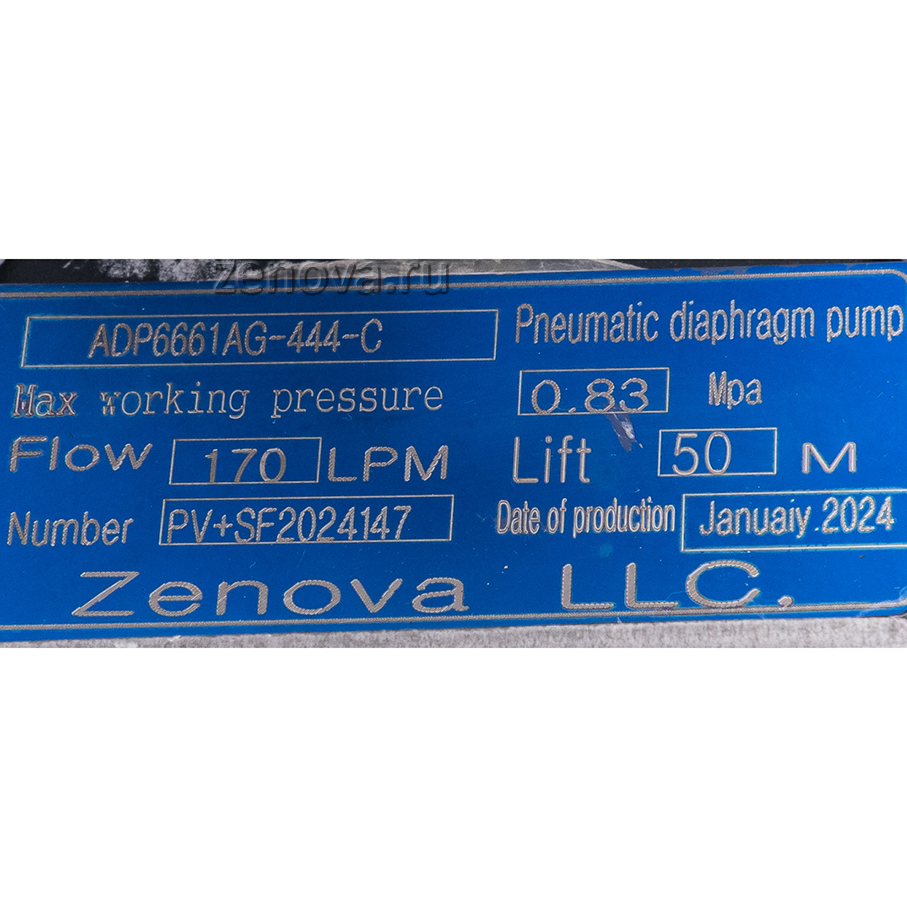 zenova.ru
ADP6661AG-444-C Pneumatic diaphragm pump
Max working pressure 0.83 Mpa
Flow 170 LPM Lift 50 M
Number PV+SF2024147 Date of production Januaiy.2024
Zenova LLC,